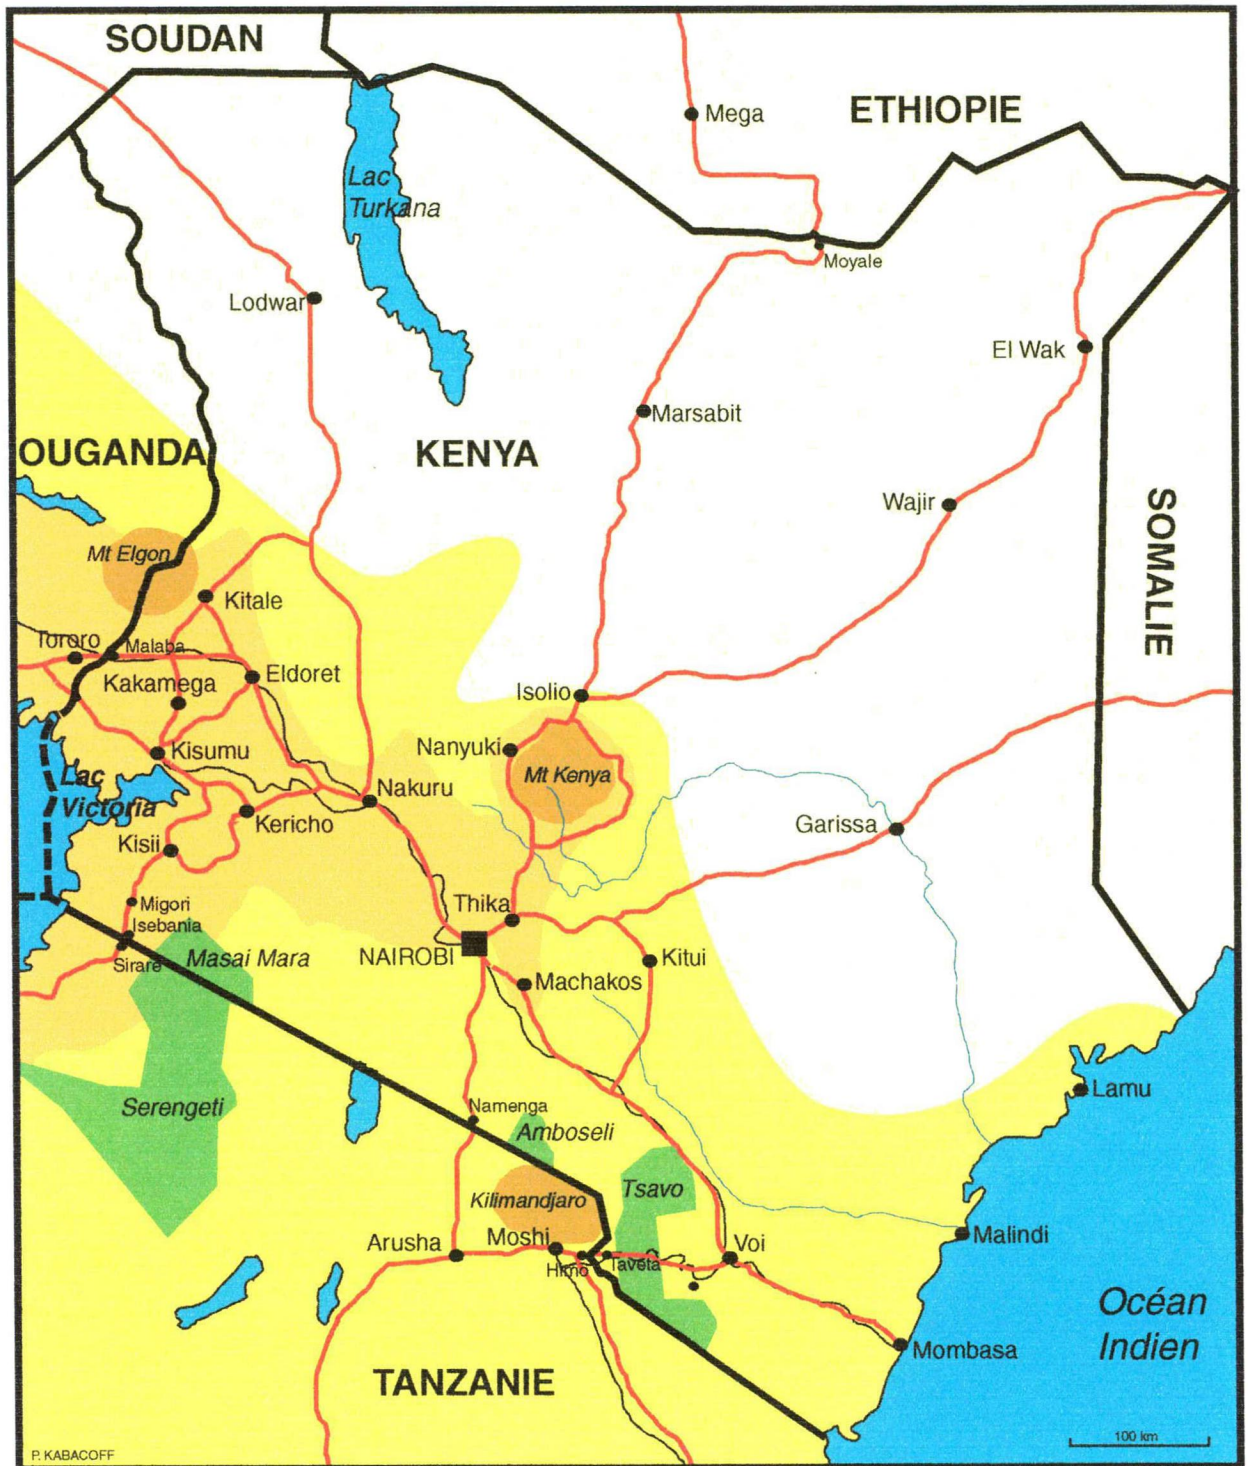 SOUDAN
ETHIOPIE
Mega
Lac
Turkana
Moyale
Lodwar
El Wak
Marsabit
OUGANDA
KENYA
Wajir
SOMALIE
Mt Elgon
Kitale
Tororo
Malaba
Eldoret
Kakamega
Isolio
Kisumu
Nanyuki
Mt Kenya
Lac
Victoria
Nakuru
Kericho
Garissa
Kisii
Migori
Thika
Isebania
Sirare
Masai Mara
NAIROBI
Kitui
Machakos
Lamu
Serengeti
Namenga
Amboseli
Kilimandjaro
Tsavo
Arusha
Moshi
Voi
Malindi
Himo
Taveta
Océan
Indien
Mombasa
TANZANIE
100 km
P. KABACOFF